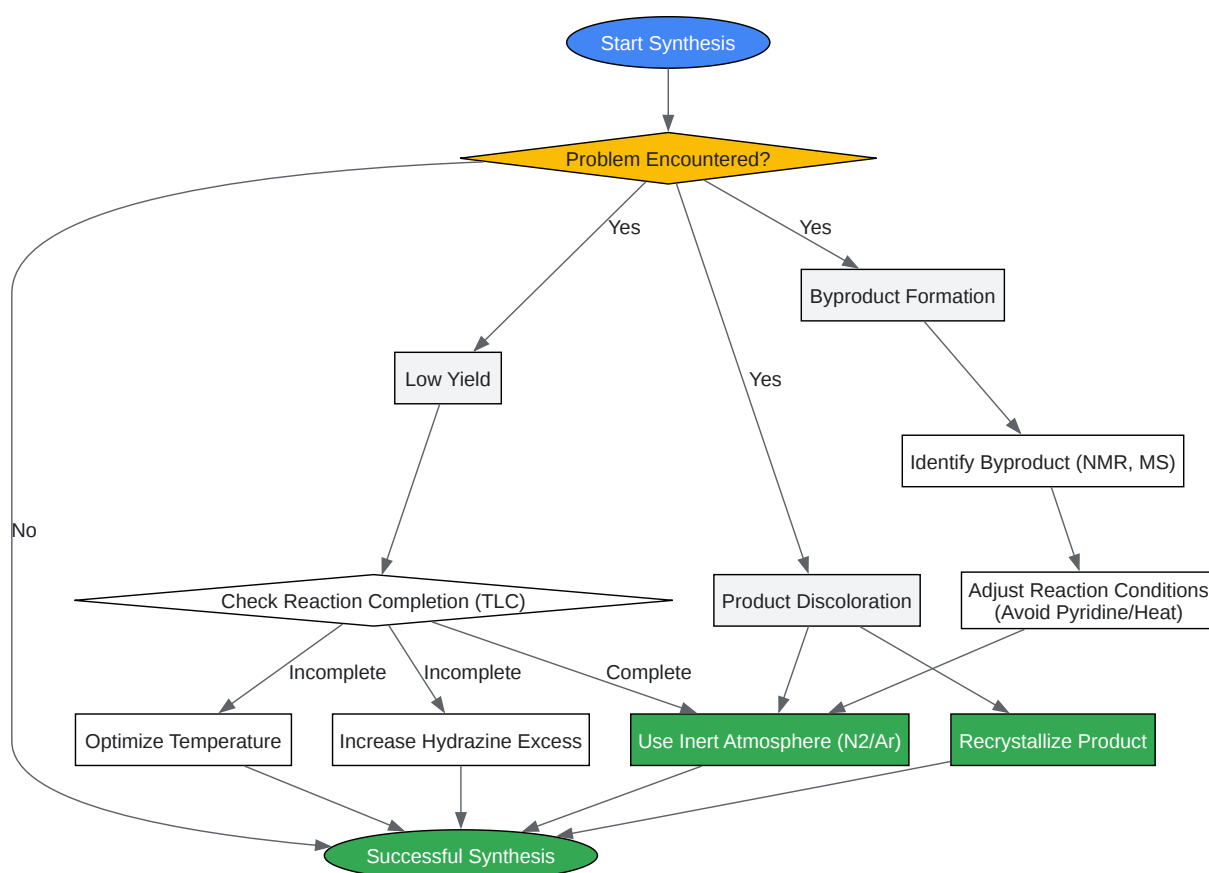 Start Synthesis
Problem Encountered?
Yes
Yes
Byproduct Formation
Low Yield
Yes
Identify Byproduct (NMR, MS)
No
Check Reaction Completion (TLC)
Product Discoloration
Adjust Reaction Conditions
(Avoid Pyridine/Heat)
Incomplete
Incomplete
Complete
Optimize Temperature
Increase Hydrazine Excess
Use Inert Atmosphere (N2/Ar)
Recrystallize Product
Successful Synthesis